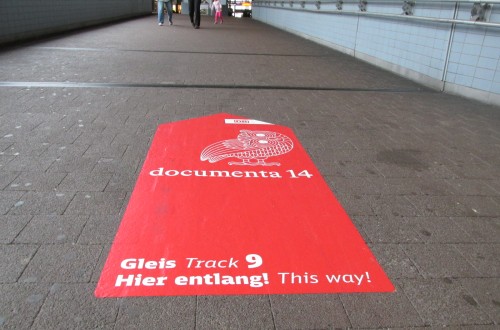 documenta 14
Gleis Track 9
Hier entlang! This way!